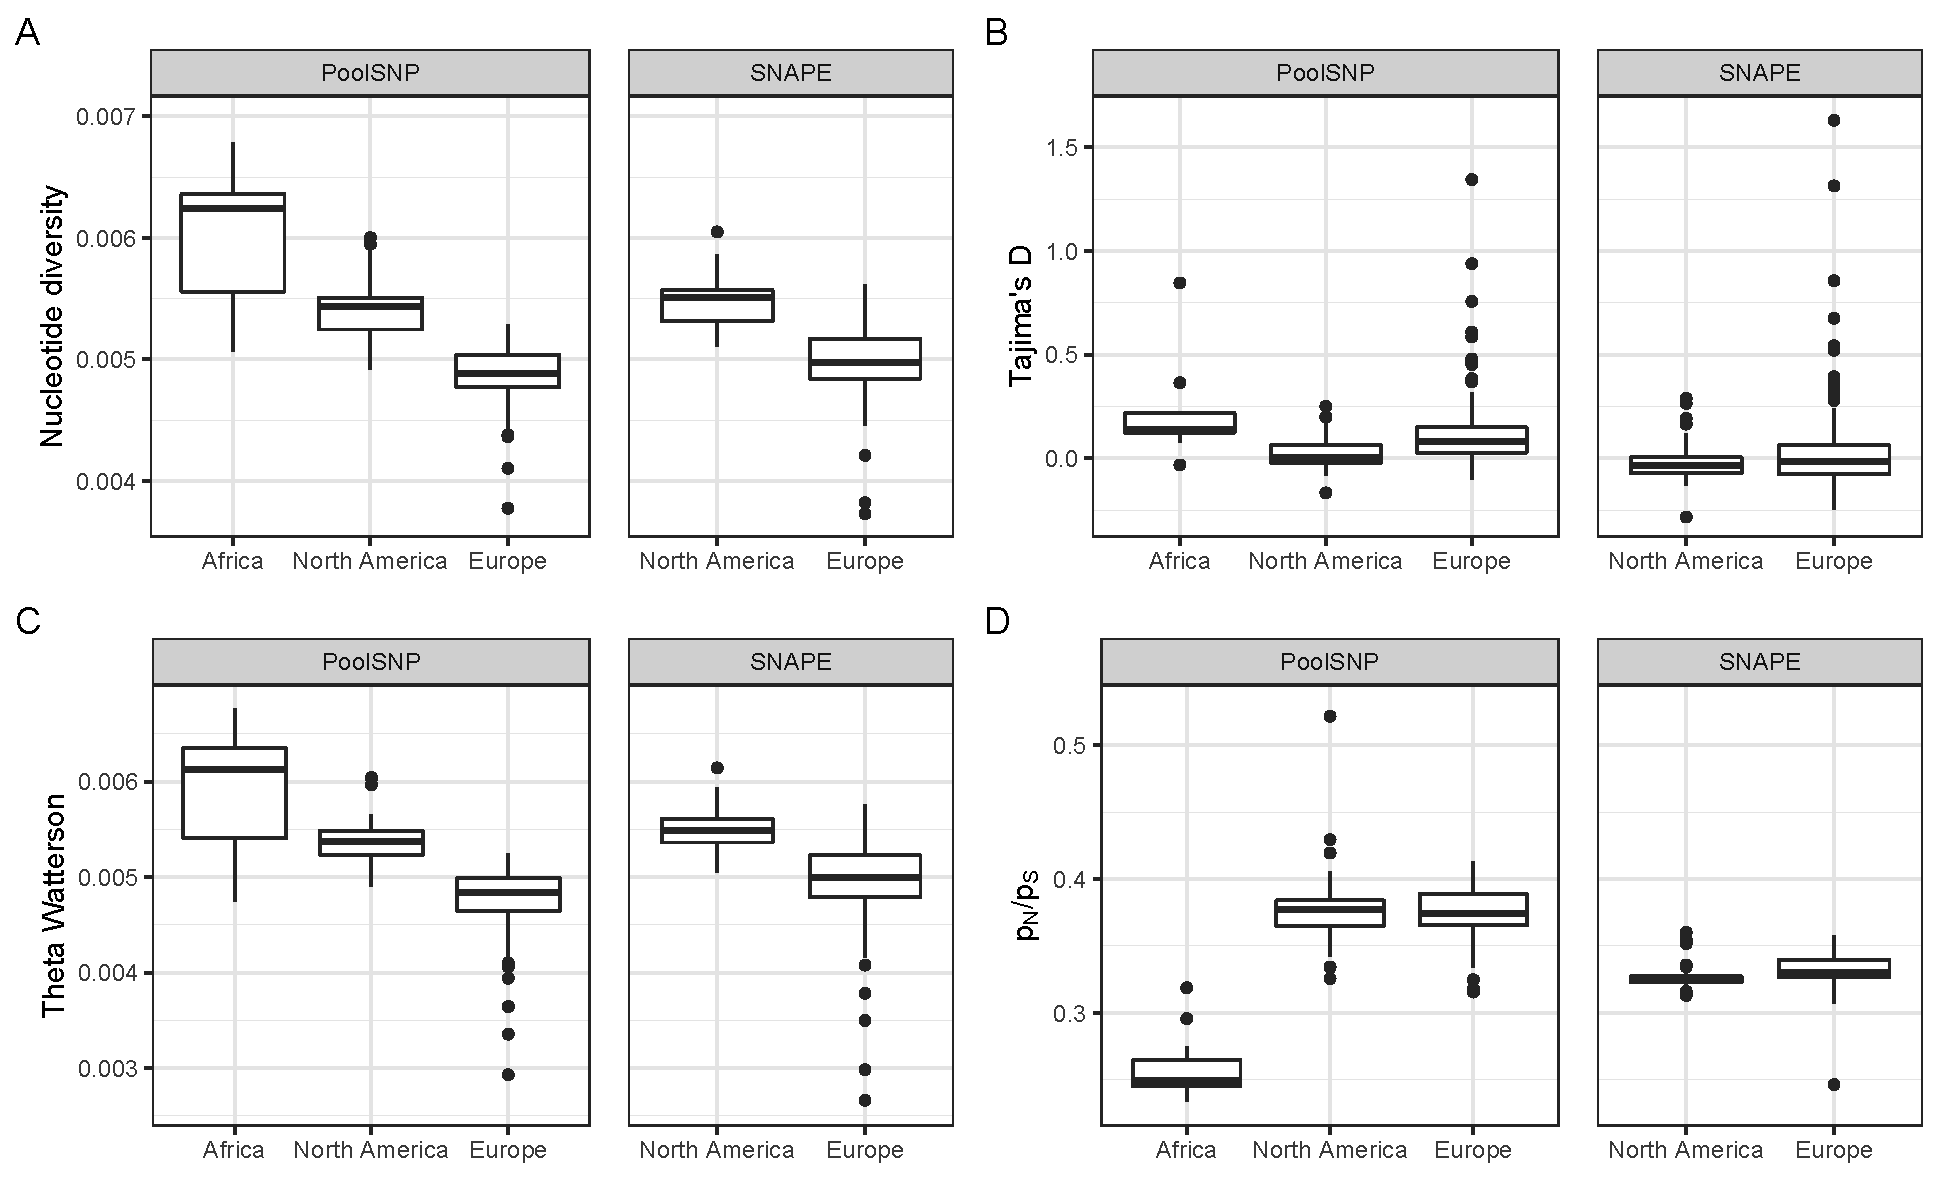 A
PoolSNP
SNAPE
Nucleotide diversity
0.007
0.006
0.005
0.004
Africa
North America
Europe
North America
Europe
B
PoolSNP
SNAPE
Tajima's D
1.5
1.0
0.5
0.0
Africa
North America
Europe
North America
Europe
C
PoolSNP
SNAPE
Theta Watterson
0.006
0.005
0.004
0.003
Africa
North America
Europe
North America
Europe
D
PoolSNP
SNAPE
pN/pS
0.5
0.4
0.3
Africa
North America
Europe
North America
Europe